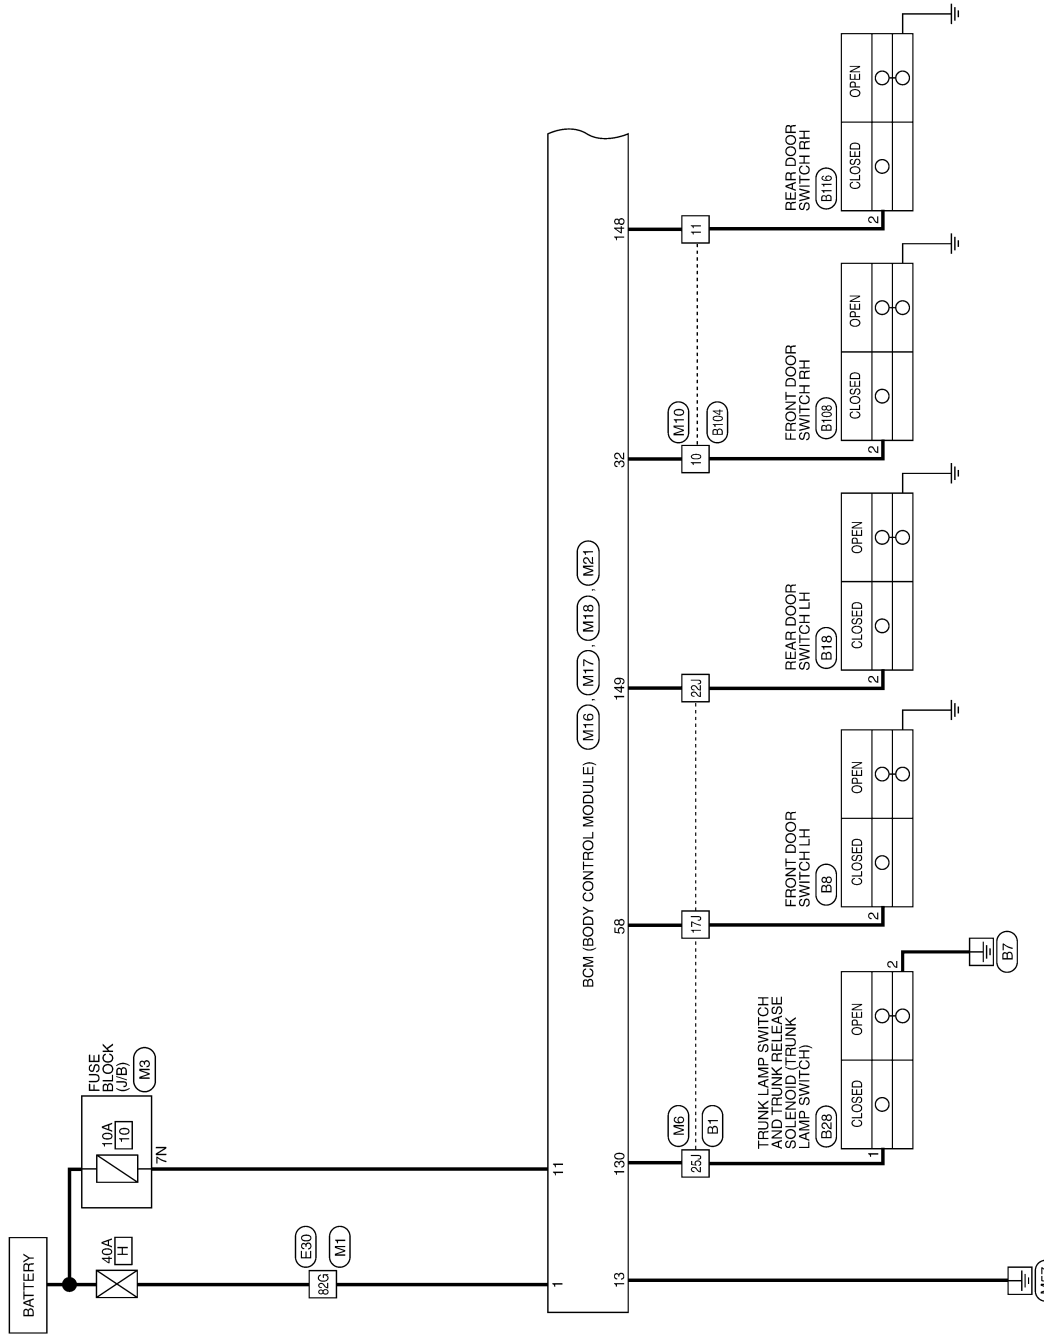 BATTERY
40A
H
E30
82G
M1
FUSE
BLOCK
(J/B)
M3
10A
10
7N
1
11
BCM (BODY CONTROL MODULE) M16 , M17 , M18 , M21
13
130
58
149
32
148
M6
25J
B1
17J
22J
M10
10
B104
11
TRUNK LAMP SWITCH
AND TRUNK RELEASE
SOLENOID (TRUNK
LAMP SWITCH)
B28
CLOSED OPEN
1
2
B7
FRONT DOOR
SWITCH LH
B8
CLOSED OPEN
2
REAR DOOR
SWITCH LH
B18
CLOSED OPEN
2
FRONT DOOR
SWITCH RH
B108
CLOSED OPEN
2
REAR DOOR
SWITCH RH
B116
CLOSED OPEN
2